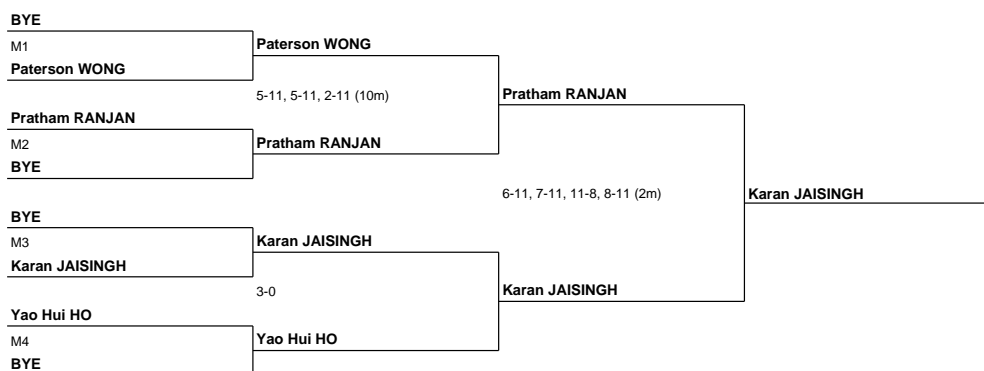 BYE
M1
Paterson WONG
Paterson WONG
5-11, 5-11, 2-11 (10m)
Pratham RANJAN
Pratham RANJAN
M2
Pratham RANJAN
BYE
6-11, 7-11, 11-8, 8-11 (2m)
Karan JAISINGH
BYE
M3
Karan JAISINGH
Karan JAISINGH
3-0
Karan JAISINGH
Yao Hui HO
M4
Yao Hui HO
BYE